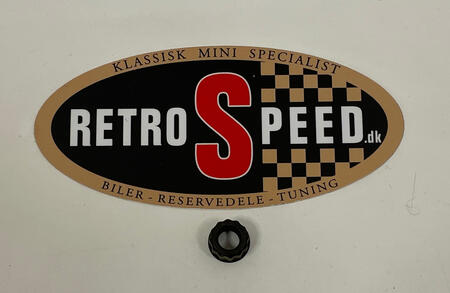 KLASSISK MINI SPECIALIST
RETRO SPEED.dk
BILER - RESERVEDELE - TUNING